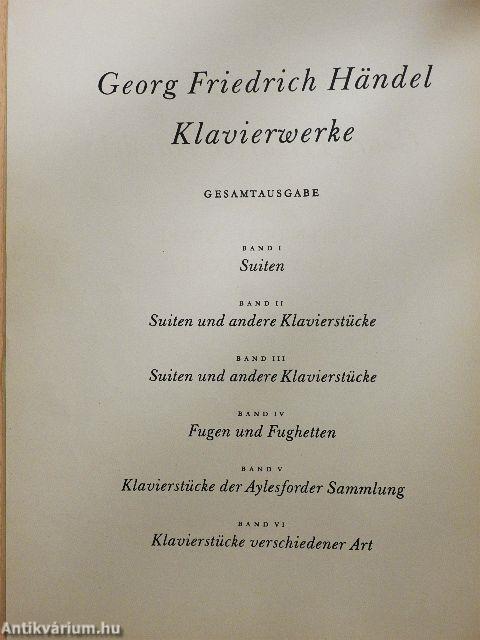 Georg Friedrich Händel
Klavierwerke
GESAMTAUSGABE
BAND I
Suiten
BAND II
Suiten und andere Klavierstücke
BAND III
Suiten und andere Klavierstücke
BAND IV
Fugen und Fughetten
BAND V
Klavierstücke der Aylesforder Sammlung
BAND VI
Klavierstücke verschiedener Art
Antikvárium.hu